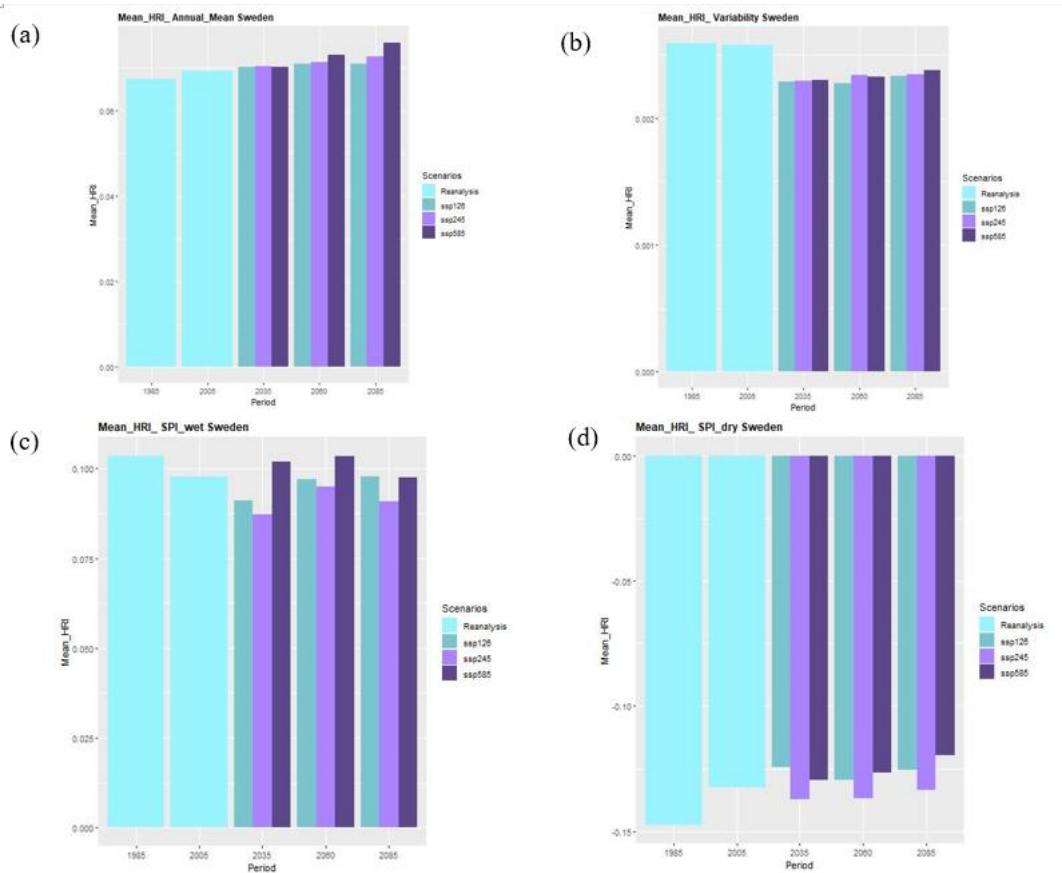 (a)
Mean_HRI_ Annual_Mean Sweden
Mean_HRI
0.06
0.04
0.02
0.00
1985
2005
2035
2060
2085
Period
Scenarios
Reanalysis
ssp126
ssp245
ssp585
(b)
Mean_HRI_ Variability Sweden
Mean_HRI
0.002
0.001
0.000
1985
2005
2035
2060
2085
Period
Scenarios
Reanalysis
ssp126
ssp245
ssp585
(c)
Mean_HRI_ SPI_wet Sweden
Mean_HRI
0.100
0.075
0.050
0.025
0.000
1985
2005
2035
2060
2085
Period
Scenarios
Reanalysis
ssp126
ssp245
ssp585
(d)
Mean_HRI_ SPI_dry Sweden
Mean_HRI
0.00
-0.05
-0.10
-0.15
1985
2005
2035
2060
2085
Period
Scenarios
Reanalysis
ssp126
ssp245
ssp585